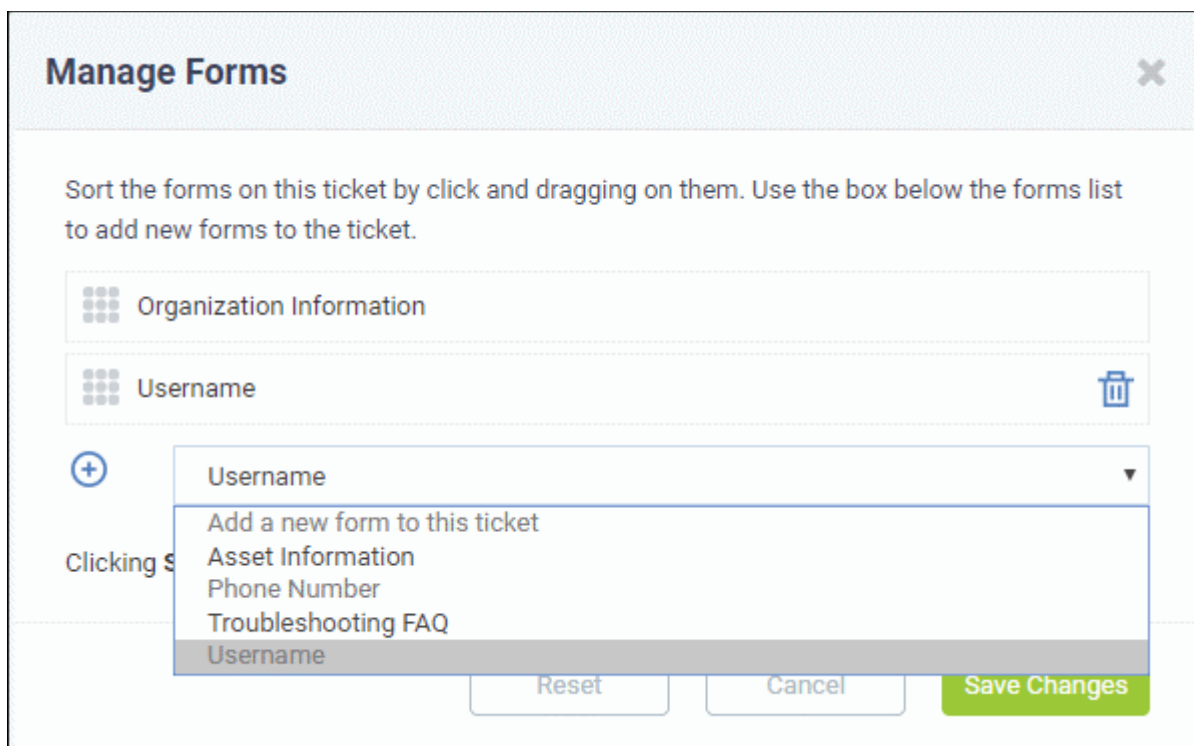 Manage Forms
Sort the forms on this ticket by click and dragging on them. Use the box below the forms list
to add new forms to the ticket.
Organization Information
Username
Username
Add a new form to this ticket
Asset Information
Phone Number
Troubleshooting FAQ
Username
Clicking
Reset
Cancel
Save Changes